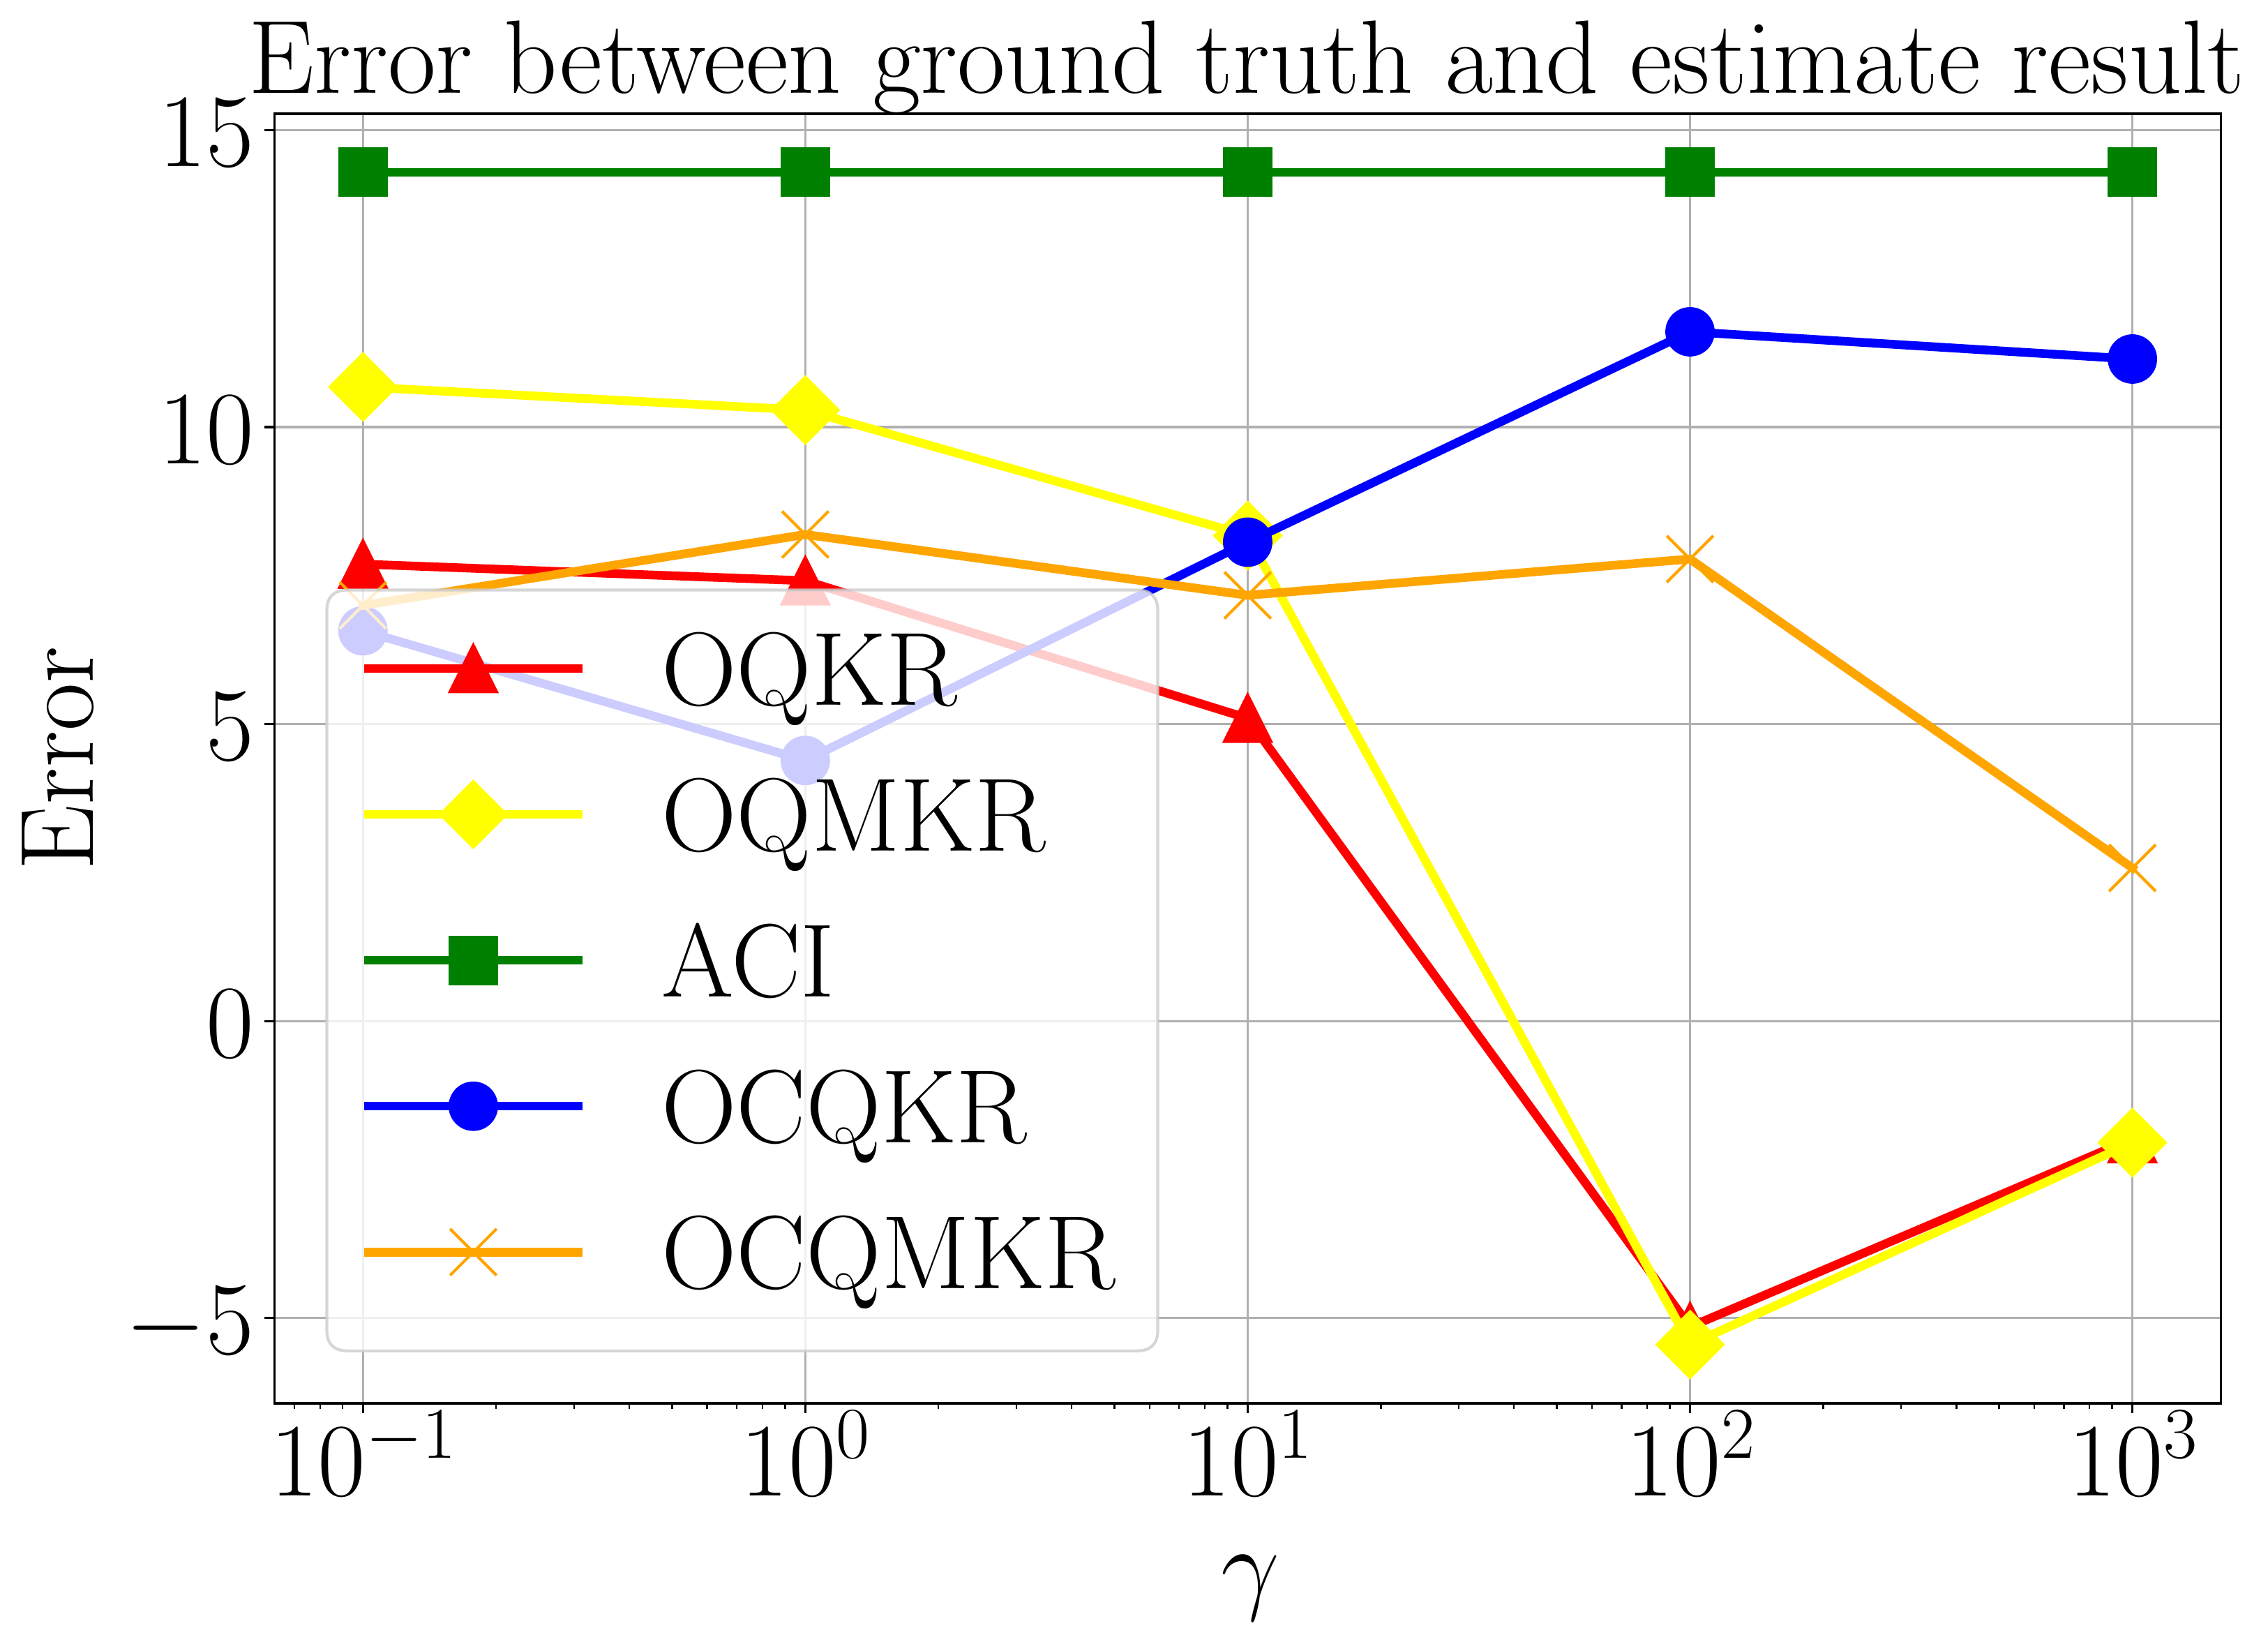 Error between ground truth and estimate result
15
10
5
0
−5
Error
OQKR
OQMKR
ACI
OCQKR
OCQMKR
10⁻¹ 10⁰ 10¹ 10² 10³
γ